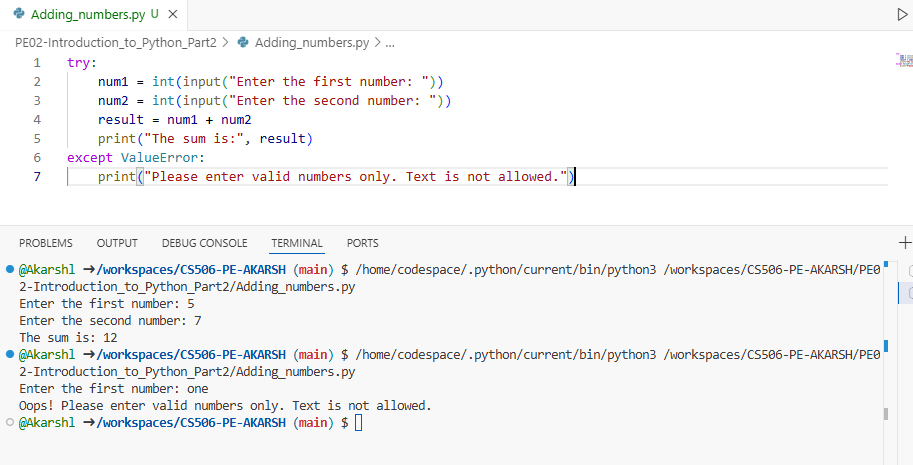 Adding_numbers.py U
PE02-Introduction_to_Python_Part2 > Adding_numbers.py > ...
1 try:
2     num1 = int(input("Enter the first number: "))
3     num2 = int(input("Enter the second number: "))
4     result = num1 + num2
5     print("The sum is:", result)
6 except ValueError:
7     print("Please enter valid numbers only. Text is not allowed.")
PROBLEMS OUTPUT DEBUG CONSOLE TERMINAL PORTS
@Akarshl ➜/workspaces/CS506-PE-AKARSH (main) $ /home/codespace/.python/current/bin/python3 /workspaces/CS506-PE-AKARSH/PE0
2-Introduction_to_Python_Part2/Adding_numbers.py
Enter the first number: 5
Enter the second number: 7
The sum is: 12
@Akarshl ➜/workspaces/CS506-PE-AKARSH (main) $ /home/codespace/.python/current/bin/python3 /workspaces/CS506-PE-AKARSH/PE0
2-Introduction_to_Python_Part2/Adding_numbers.py
Enter the first number: one
Oops! Please enter valid numbers only. Text is not allowed.
@Akarshl ➜/workspaces/CS506-PE-AKARSH (main) $